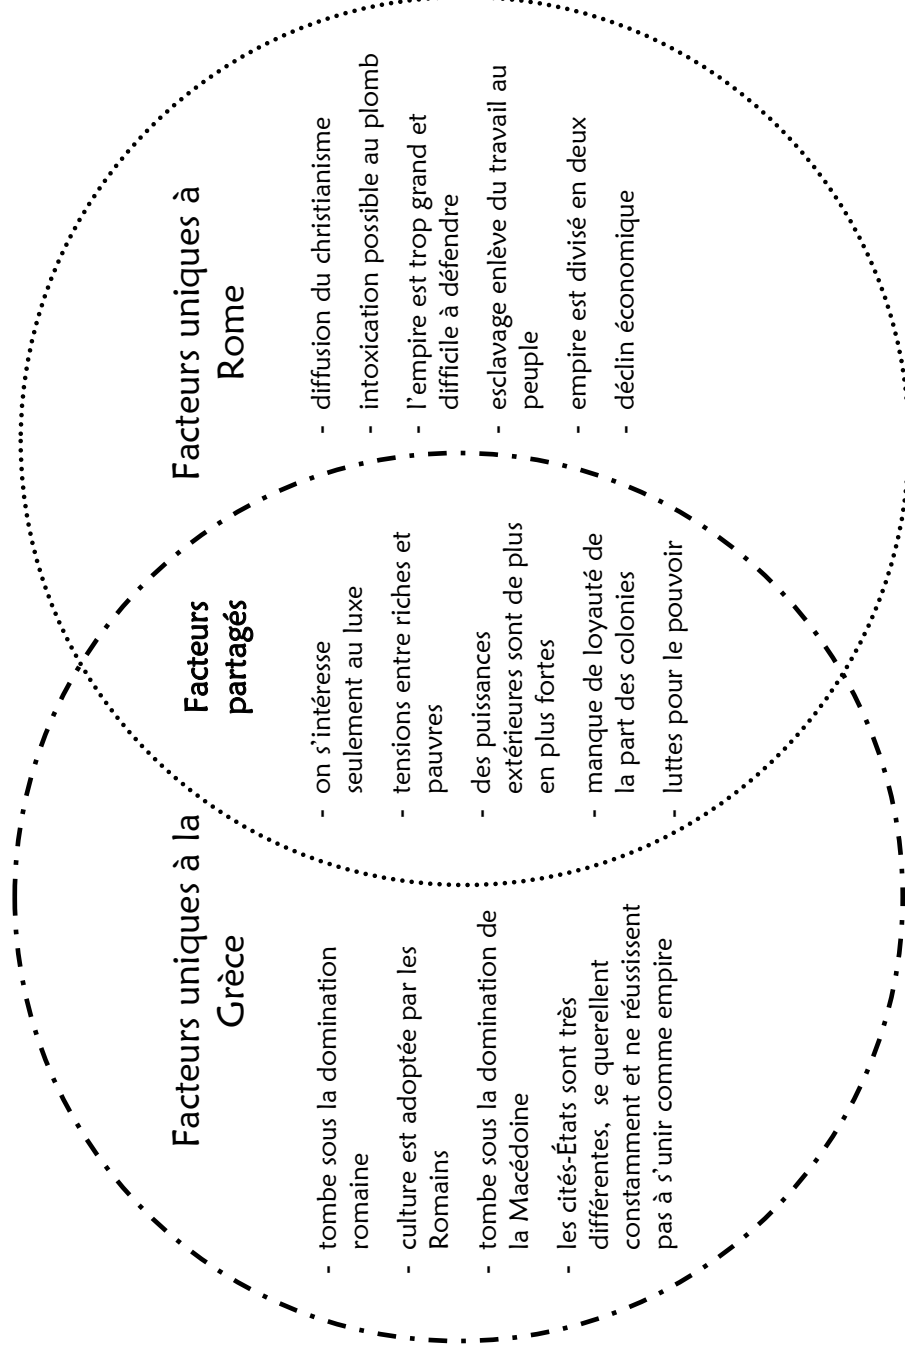 Facteurs uniques à la
Grèce
- tombe sous la domination
romaine
- culture est adoptée par les
Romains
- tombe sous la domination de
la Macédoine
- les cités-États sont très
différentes, se querellent
constamment et ne réussissent
pas à s'unir comme empire
Facteurs
partagés
- on s'intéresse
seulement au luxe
- tensions entre riches et
pauvres
- des puissances
extérieures sont de plus
en plus fortes
- manque de loyauté de
la part des colonies
- luttes pour le pouvoir
Facteurs uniques à
Rome
- diffusion du christianisme
- intoxication possible au plomb
- l'empire est trop grand et
difficile à défendre
- esclavage enlève du travail au
peuple
- empire est divisé en deux
- déclin économique